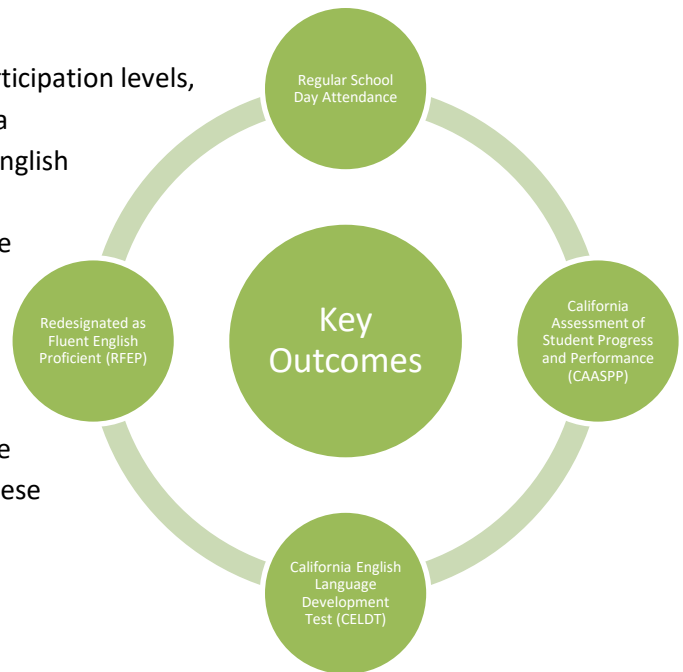 rticipation levels,
a
nglish
e
e
ese
Regular School
Day Attendance
California
Assessment of
Student Progress
and Performance
(CAASPP)
California English
Language
Development
Test (CELDT)
Redesignated as
Fluent English
Proficient (RFEP)
Key
Outcomes